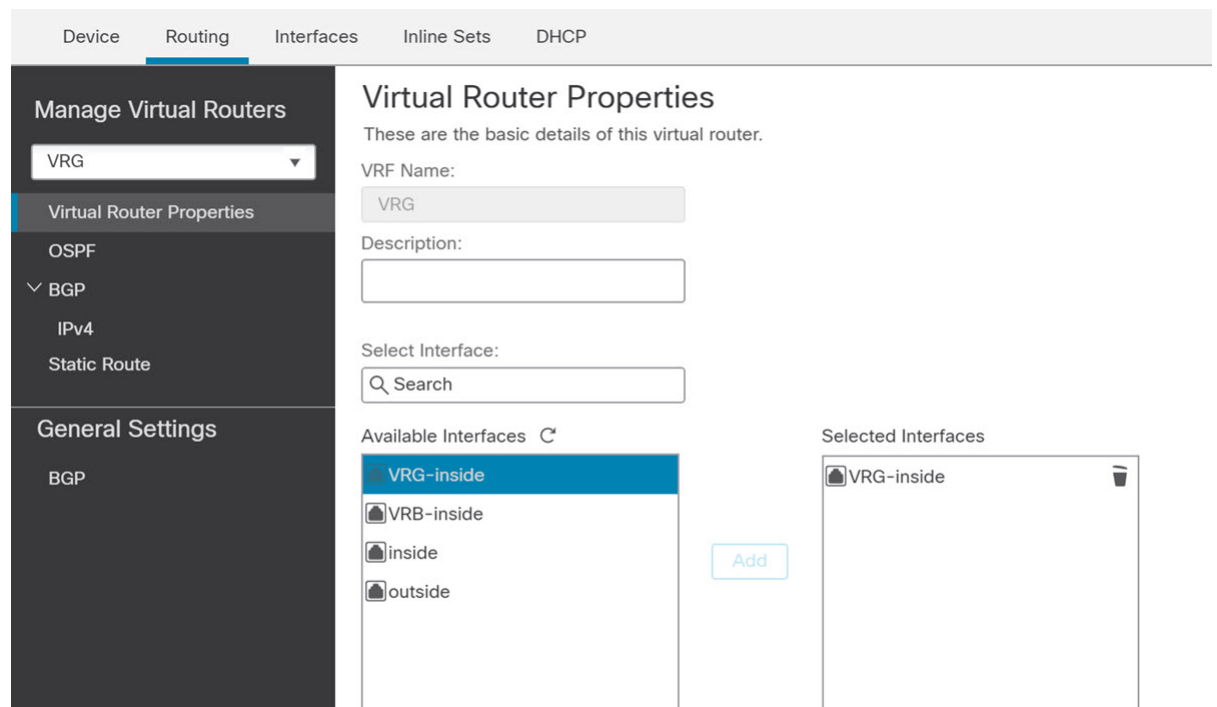 Device Routing Interfaces Inline Sets DHCP
Manage Virtual Routers
VRG
Virtual Router Properties
OSPF
BGP
IPv4
Static Route
General Settings
BGP
Virtual Router Properties
These are the basic details of this virtual router.
VRF Name:
VRG
Description:
Select Interface:
Search
Available Interfaces
VRG-inside
VRB-inside
inside
outside
Add
Selected Interfaces
VRG-inside